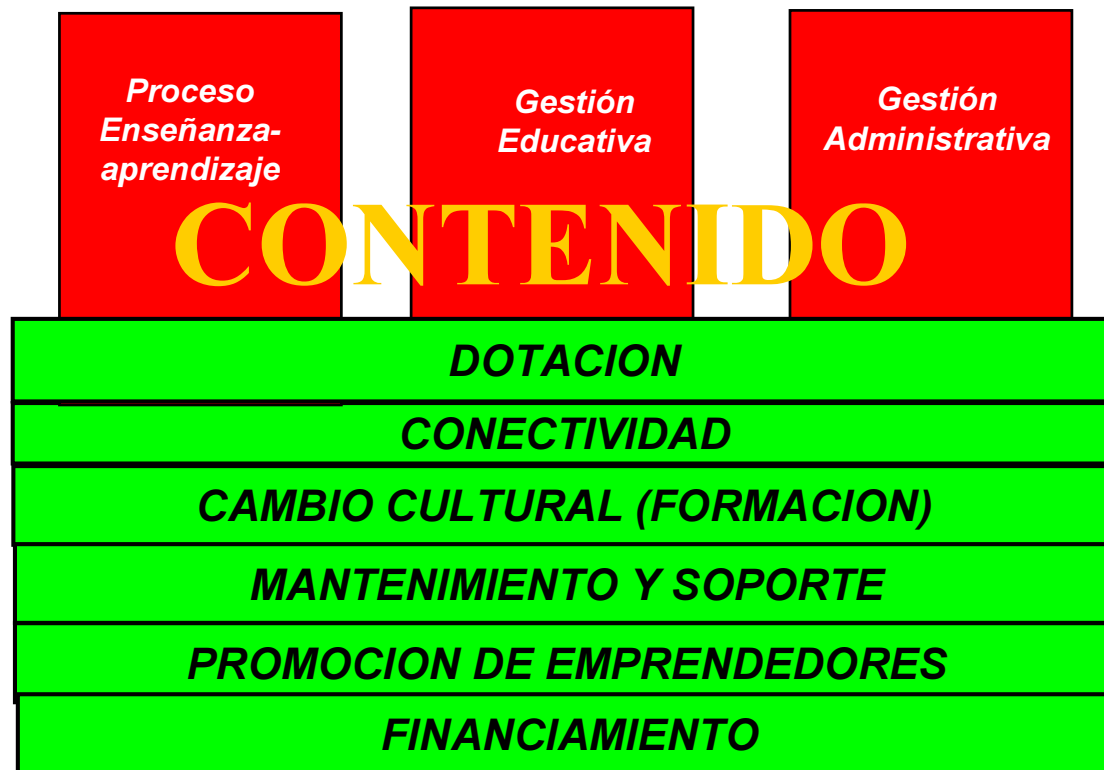 Proceso
Enseñanza-
aprendizaje
Gestión
Educativa
Gestión
Administrativa
CONTENIDO
DOTACION
CONECTIVIDAD
CAMBIO CULTURAL (FORMACION)
MANTENIMIENTO Y SOPORTE
PROMOCION DE EMPRENDEDORES
FINANCIAMIENTO